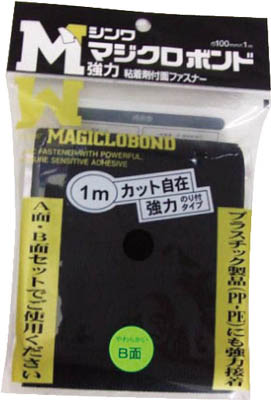 M シンワ
マジクロボンド
強力 粘着剤付面ファスナー
巾100mm×1m
MAGICLOBOND
FASTENER WITH POWERFUL
PRESSURE SENSITIVE ADHESIVE
1m カット自在
強力 のり付タイプ
A面・B面セットでご使用ください
プラスチック製品(PP・PE)にも強力接着
やわらかい
B面